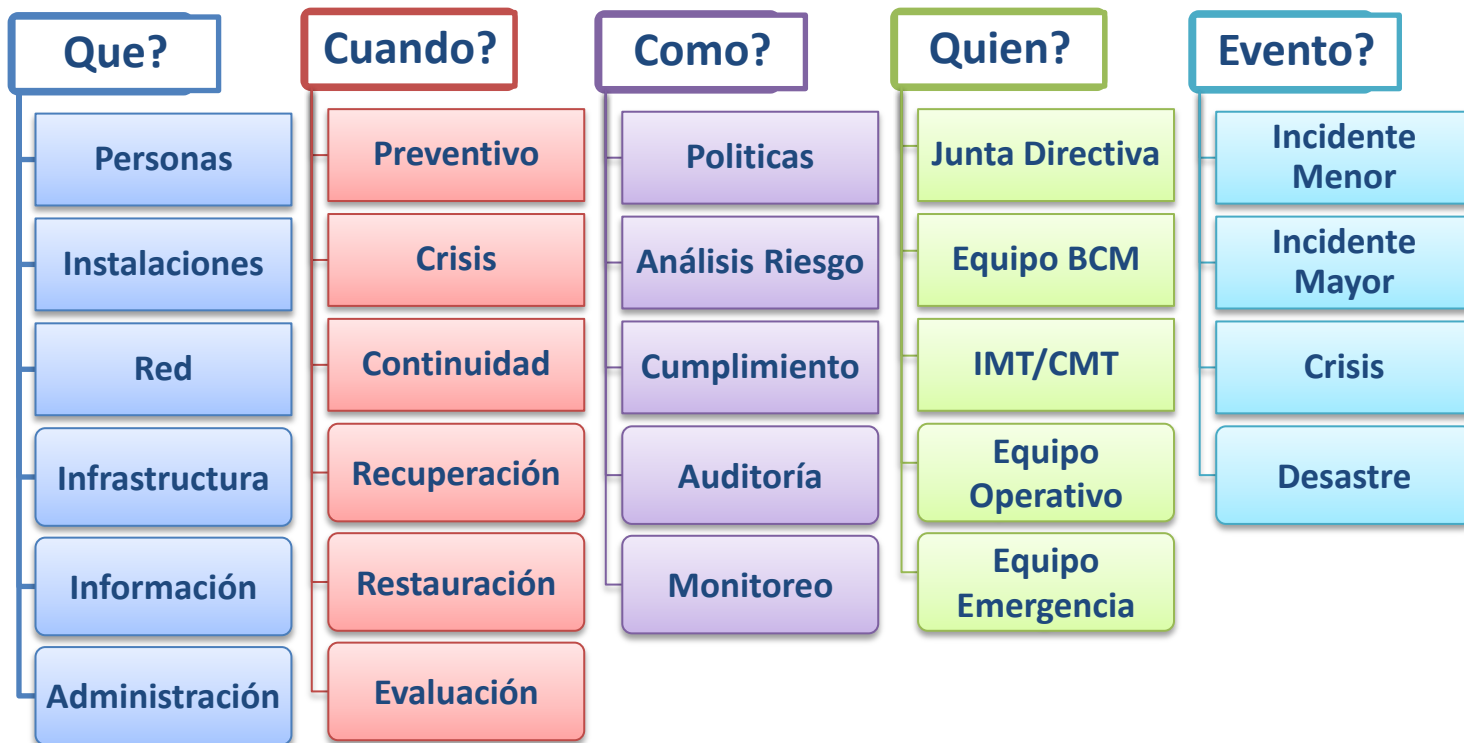 Que?
Personas
Instalaciones
Red
Infrastructura
Información
Administración
Cuando?
Preventivo
Crisis
Continuidad
Recuperación
Restauración
Evaluación
Como?
Politicas
Análisis Riesgo
Cumplimiento
Auditoría
Monitoreo
Quien?
Junta Directiva
Equipo BCM
IMT/CMT
Equipo
Operativo
Equipo
Emergencia
Evento?
Incidente
Menor
Incidente
Mayor
Crisis
Desastre